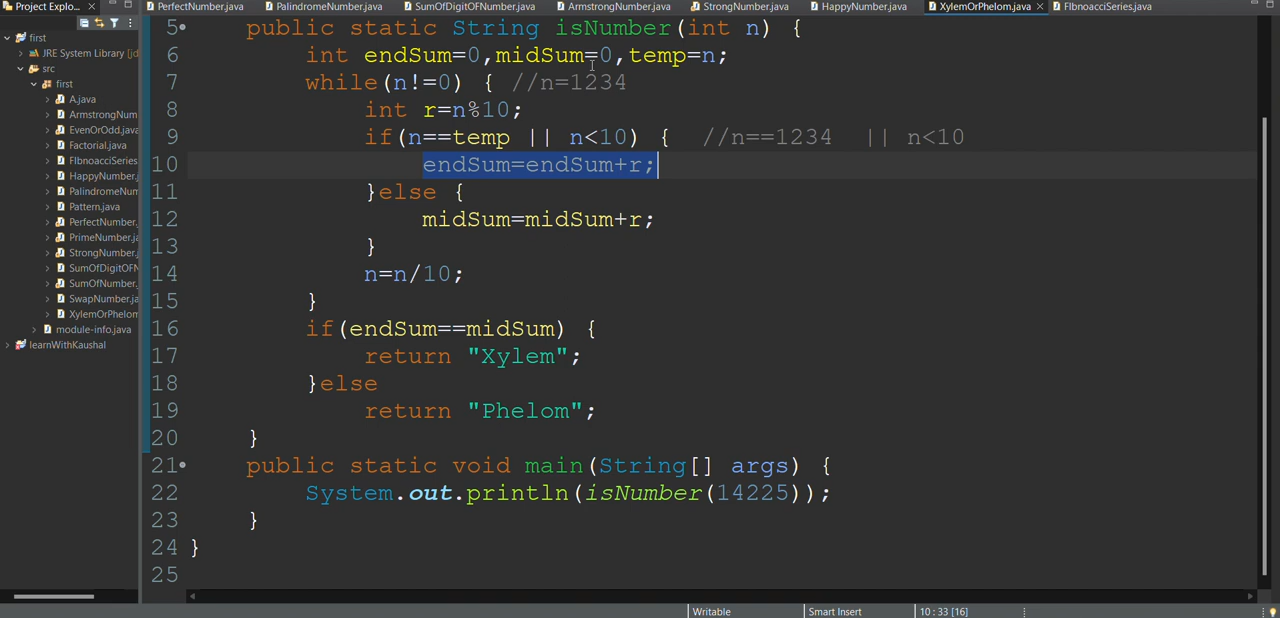 Project Explo...
PerfectNumber.java
PalindromeNumber.java
SumOfDigitOFNumber.java
ArmstrongNumber.java
StrongNumber.java
HappyNumber.java
XylemOrPhelom.java
FIbnoacciSeries.java
first
JRE System Library [jd
src
first
A.java
ArmstrongNum
EvenOrOdd.java
Factorial.java
FIbnoacciSeries
HappyNumber.j
PalindromeNum
Pattern.java
PerfectNumber.
PrimeNumber.ja
StrongNumber.j
SumOfDigitOFN
SumOfNumber.
SwapNumber.ja
XylemOrPhelom
module-info.java
learnWithKaushal
5 public static String isNumber(int n) {
6 int endSum=0,midSum=0,temp=n;
7 while(n!=0) { //n=1234
8 int r=n%10;
9 if(n==temp || n<10) { //n==1234 || n<10
10 endSum=endSum+r;
11 }else {
12 midSum=midSum+r;
13 }
14 n=n/10;
15 }
16 if(endSum==midSum) {
17 return "Xylem";
18 }else
19 return "Phelom";
20 }
21 public static void main(String[] args) {
22 System.out.println(isNumber(14225));
23 }
24 }
25
Writable
Smart Insert
10 : 33 [16]